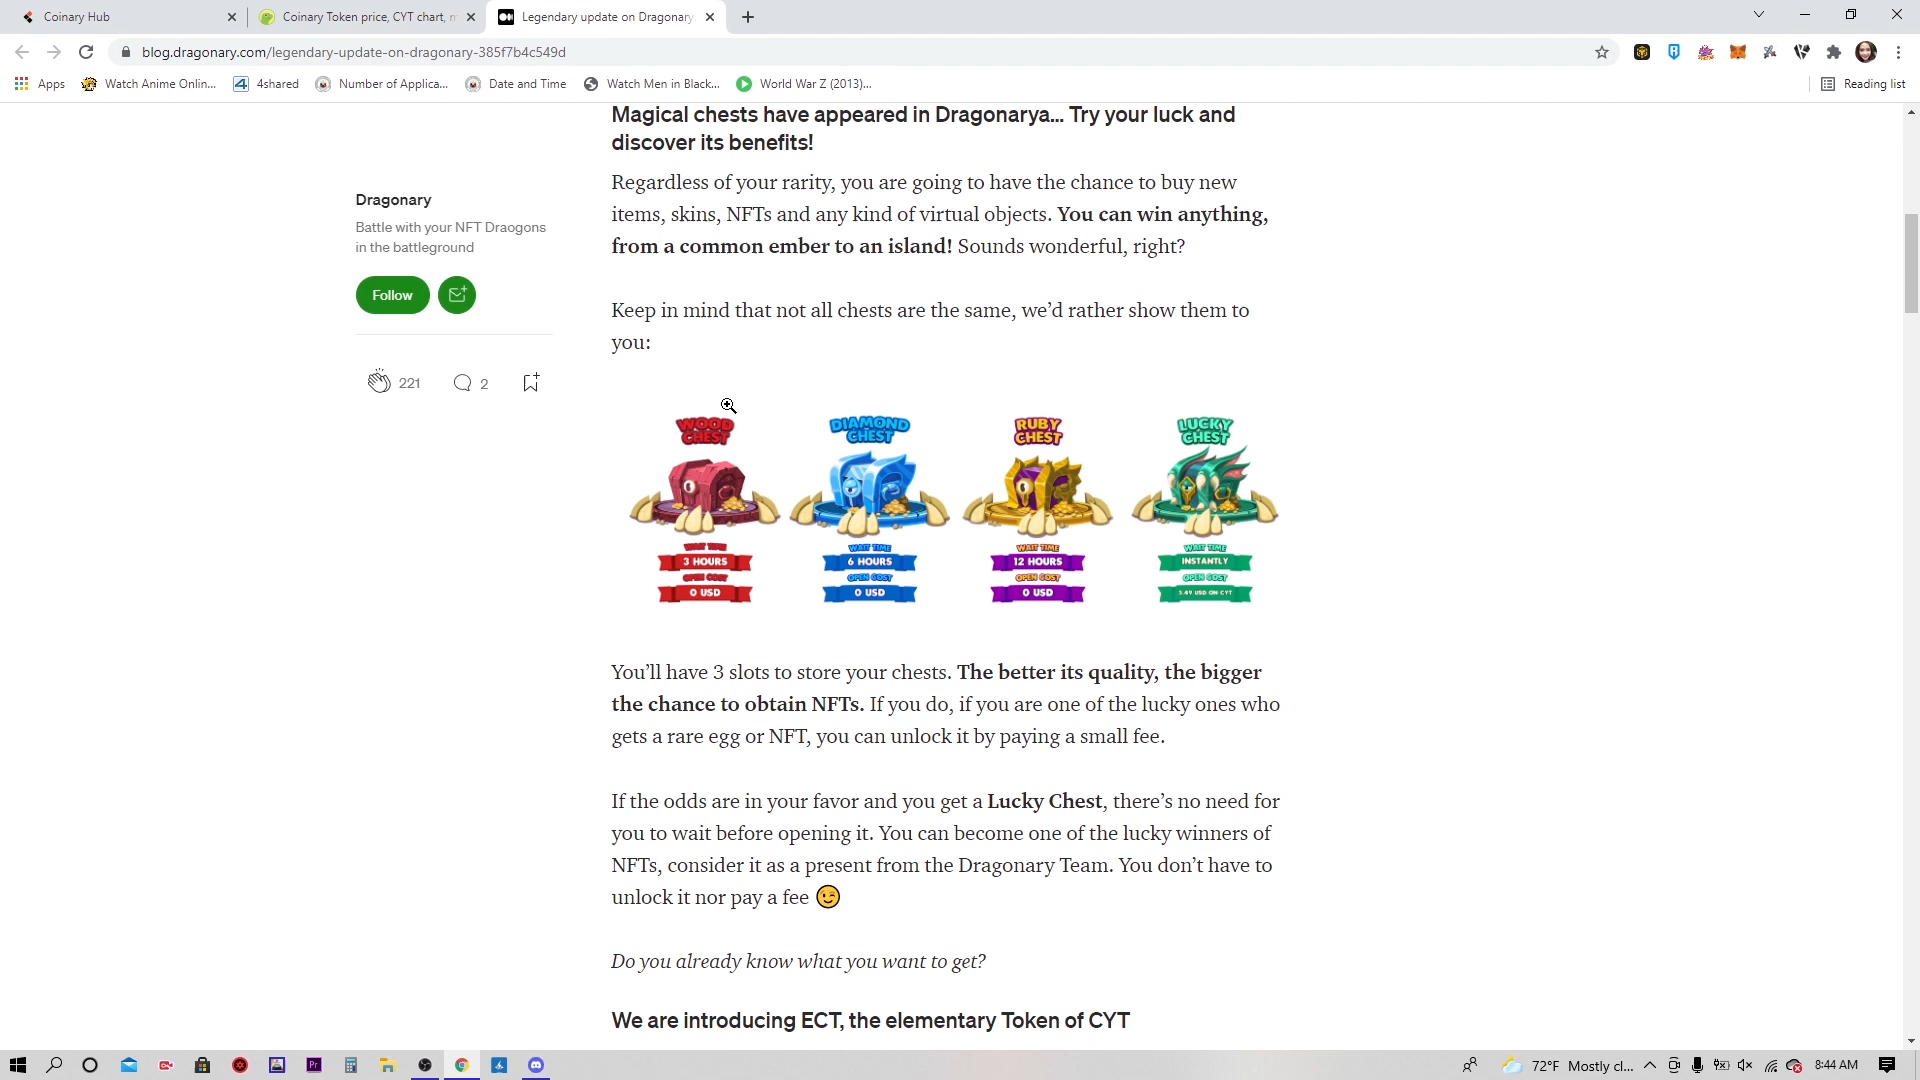 Coinary Hub
Coinary Token price, CYT chart, m
Legendary update on Dragonary
blog.dragonary.com/legendary-update-on-dragonary-385f7b4c549d
Apps
Watch Anime Onlin...
4shared
Number of Applica...
Date and Time
Watch Men in Black...
World War Z (2013)...
Reading list
Magical chests have appeared in Dragonarya... Try your luck and
discover its benefits!
Dragonary
Battle with your NFT Draogons
in the battleground
Follow
221
2
Regardless of your rarity, you are going to have the chance to buy new
items, skins, NFTs and any kind of virtual objects. You can win anything,
from a common ember to an island! Sounds wonderful, right?
Keep in mind that not all chests are the same, we’d rather show them to
you:
WOOD
CHEST
WAIT TIME
3 HOURS
OPEN COST
0 USD
DIAMOND
CHEST
WAIT TIME
6 HOURS
OPEN COST
0 USD
RUBY
CHEST
WAIT TIME
12 HOURS
OPEN COST
0 USD
LUCKY
CHEST
WAIT TIME
INSTANTLY
OPEN COST
USD ON CYT
You’ll have 3 slots to store your chests. The better its quality, the bigger
the chance to obtain NFTs. If you do, if you are one of the lucky ones who
gets a rare egg or NFT, you can unlock it by paying a small fee.
If the odds are in your favor and you get a Lucky Chest, there’s no need for
you to wait before opening it. You can become one of the lucky winners of
NFTs, consider it as a present from the Dragonary Team. You don’t have to
unlock it nor pay a fee
Do you already know what you want to get?
We are introducing ECT, the elementary Token of CYT
Pr
72°F Mostly cl...
8:44 AM